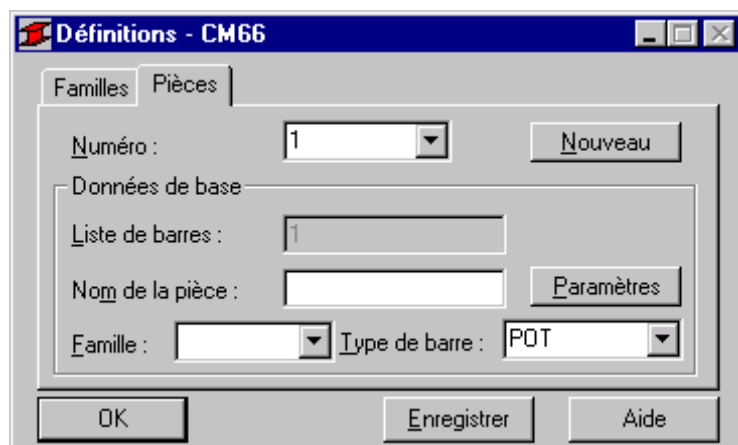 Définitions - CM66
Familles Pièces
Numéro : 1 Nouveau
Données de base
Liste de barres : 1
Nom de la pièce : Paramètres
Famille : Type de barre : POT
OK Enregistrer Aide